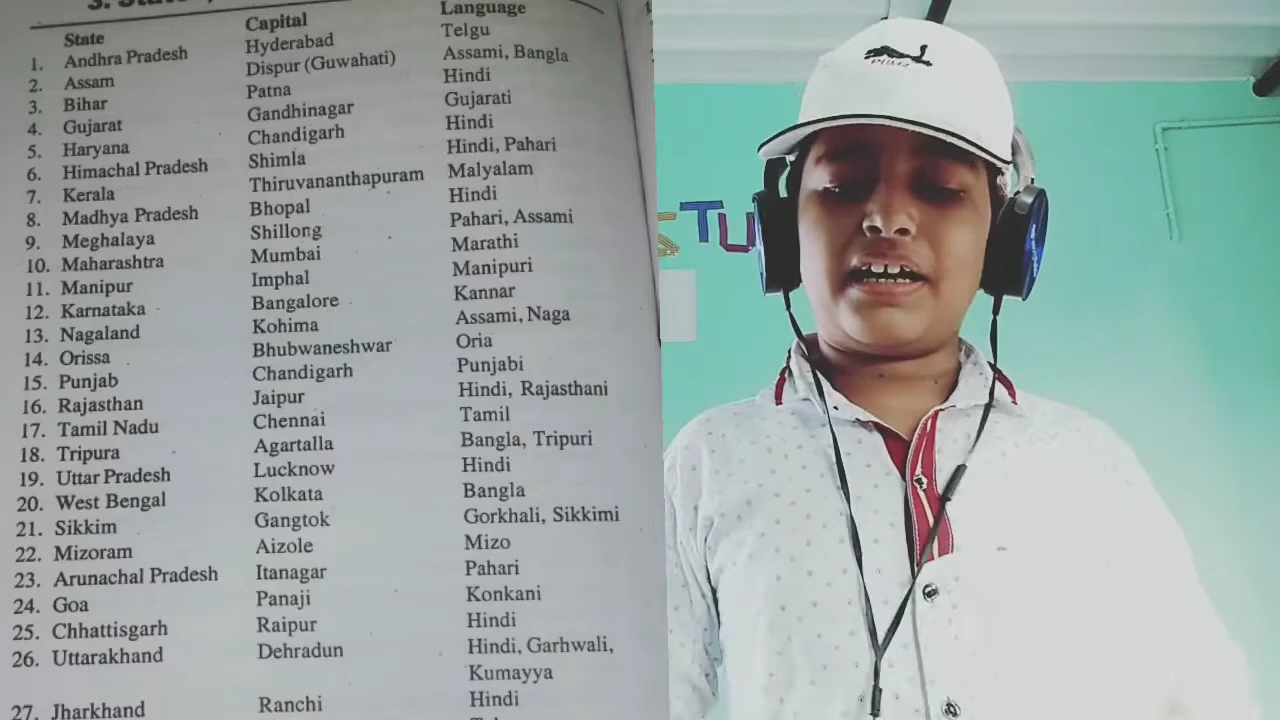 State Capital Language
1. Andhra Pradesh Hyderabad Telgu
2. Assam Dispur (Guwahati) Assami, Bangla
3. Bihar Patna Hindi
4. Gujarat Gandhinagar Gujarati
5. Haryana Chandigarh Hindi
6. Himachal Pradesh Shimla Hindi, Pahari
7. Kerala Thiruvananthapuram Malyalam
8. Madhya Pradesh Bhopal Hindi
9. Meghalaya Shillong Pahari, Assami
10. Maharashtra Mumbai Marathi
11. Manipur Imphal Manipuri
12. Karnataka Bangalore Kannar
13. Nagaland Kohima Assami, Naga
14. Orissa Bhubwaneshwar Oria
15. Punjab Chandigarh Punjabi
16. Rajasthan Jaipur Hindi, Rajasthani
17. Tamil Nadu Chennai Tamil
18. Tripura Agartalla Bangla, Tripuri
19. Uttar Pradesh Lucknow Hindi
20. West Bengal Kolkata Bangla
21. Sikkim Gangtok Gorkhali, Sikkimi
22. Mizoram Aizole Mizo
23. Arunachal Pradesh Itanagar Pahari
24. Goa Panaji Konkani
25. Chhattisgarh Raipur Hindi
26. Uttarakhand Dehradun Hindi, Garhwali,
Kumayya
27. Jharkhand Ranchi Hindi
STU